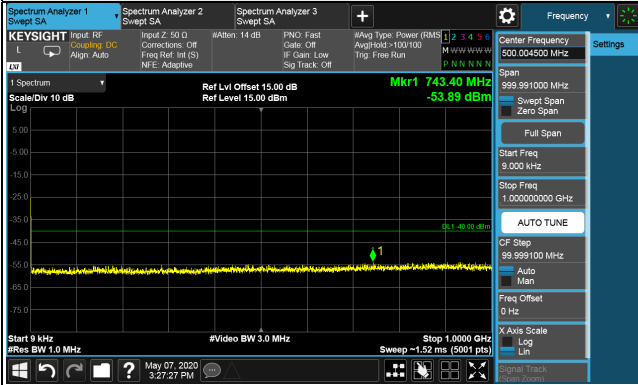 Spectrum Analyzer 1
Swept SA
Spectrum Analyzer 2
Swept SA
Spectrum Analyzer 3
Swept SA
+
Frequency
KEYSIGHT
L
LXI
Input: RF
Coupling: DC
Align: Auto
Input Z: 50 Ω
Corrections: Off
Freq Ref: Int (S)
NFE: Adaptive
#Atten: 14 dB
PNO: Fast
Gate: Off
IF Gain: Low
Sig Track: Off
#Avg Type: Power (RMS
Avg|Hold:>100/100
Trig: Free Run
1 2 3 4 5 6
M W W W W W
P N N N N N
1 Spectrum
Scale/Div 10 dB
Ref Lvl Offset 15.00 dB
Ref Level 15.00 dBm
Mkr1 743.40 MHz
-53.89 dBm
Log
5.00
-5.00
-15.0
-25.0
-35.0
DL1 -40.00 dBm
-45.0
1
-55.0
-65.0
-75.0
Start 9 kHz
#Res BW 1.0 MHz
#Video BW 3.0 MHz
Stop 1.0000 GHz
Sweep ~1.52 ms (5001 pts)
Center Frequency
500.004500 MHz
Settings
Span
999.991000 MHz
Swept Span
Zero Span
Full Span
Start Freq
9.000 kHz
Stop Freq
1.000000000 GHz
AUTO TUNE
CF Step
99.999100 MHz
Auto
Man
Freq Offset
0 Hz
X Axis Scale
Log
Lin
Signal Track
(Span Zoom)
?
May 07, 2020
3:27:27 PM